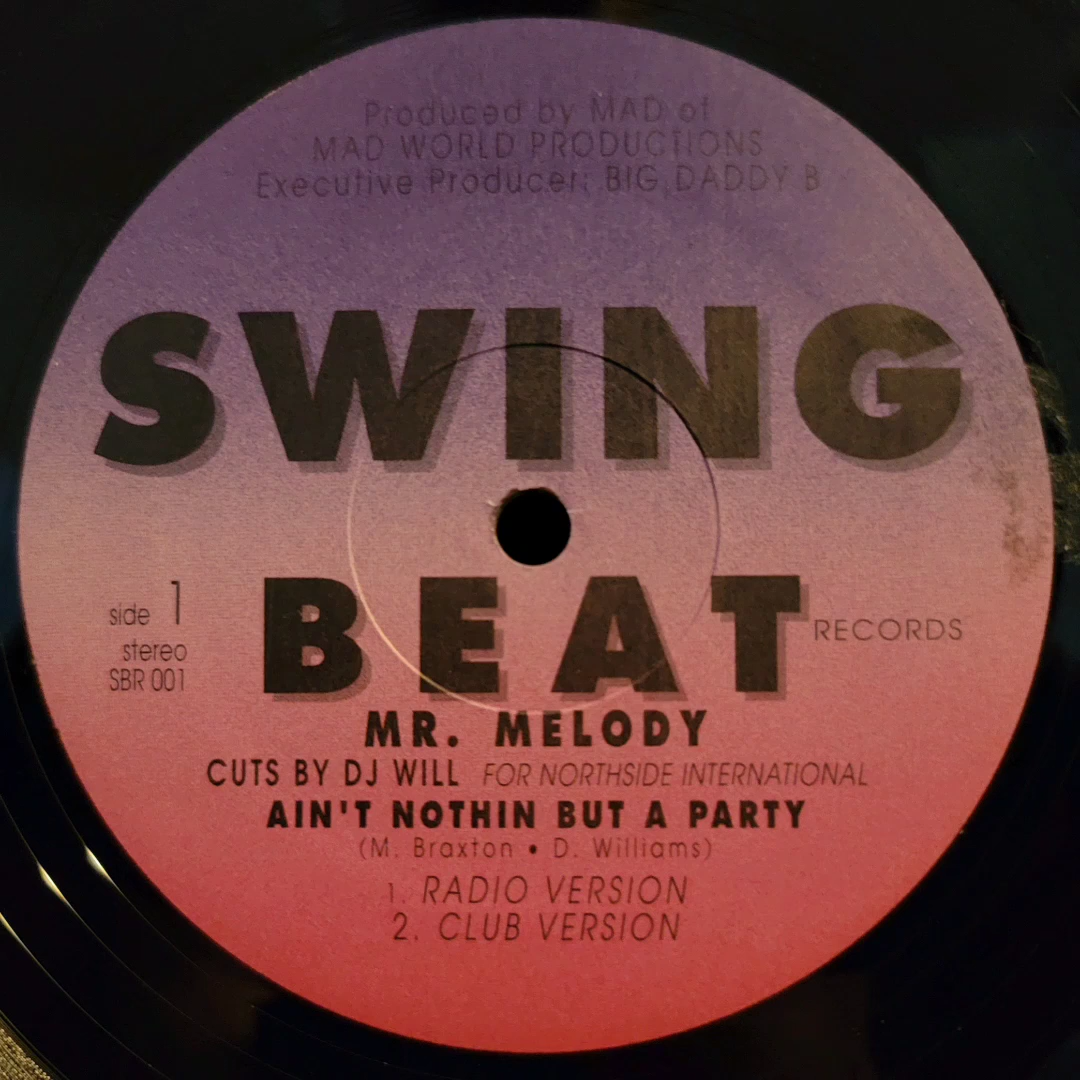 Produced by MAD of
MAD WORLD PRODUCTIONS
Executive Producer: BIG DADDY B
SWING
BEAT RECORDS
side 1
stereo
SBR 001
MR. MELODY
CUTS BY DJ WILL FOR NORTHSIDE INTERNATIONAL
AIN'T NOTHIN BUT A PARTY
(M. Braxton • D. Williams)
1. RADIO VERSION
2. CLUB VERSION